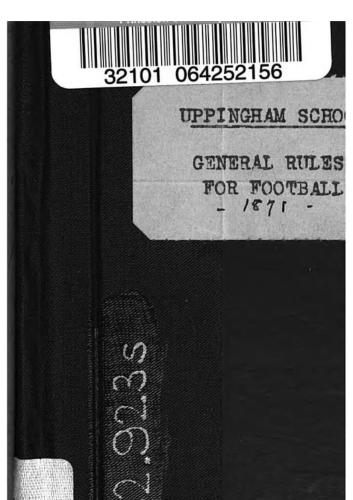 32101 064252156
UPPINGHAM SCHO
GENERAL RULES
FOR FOOTBALL
- 1871 -
2.923s